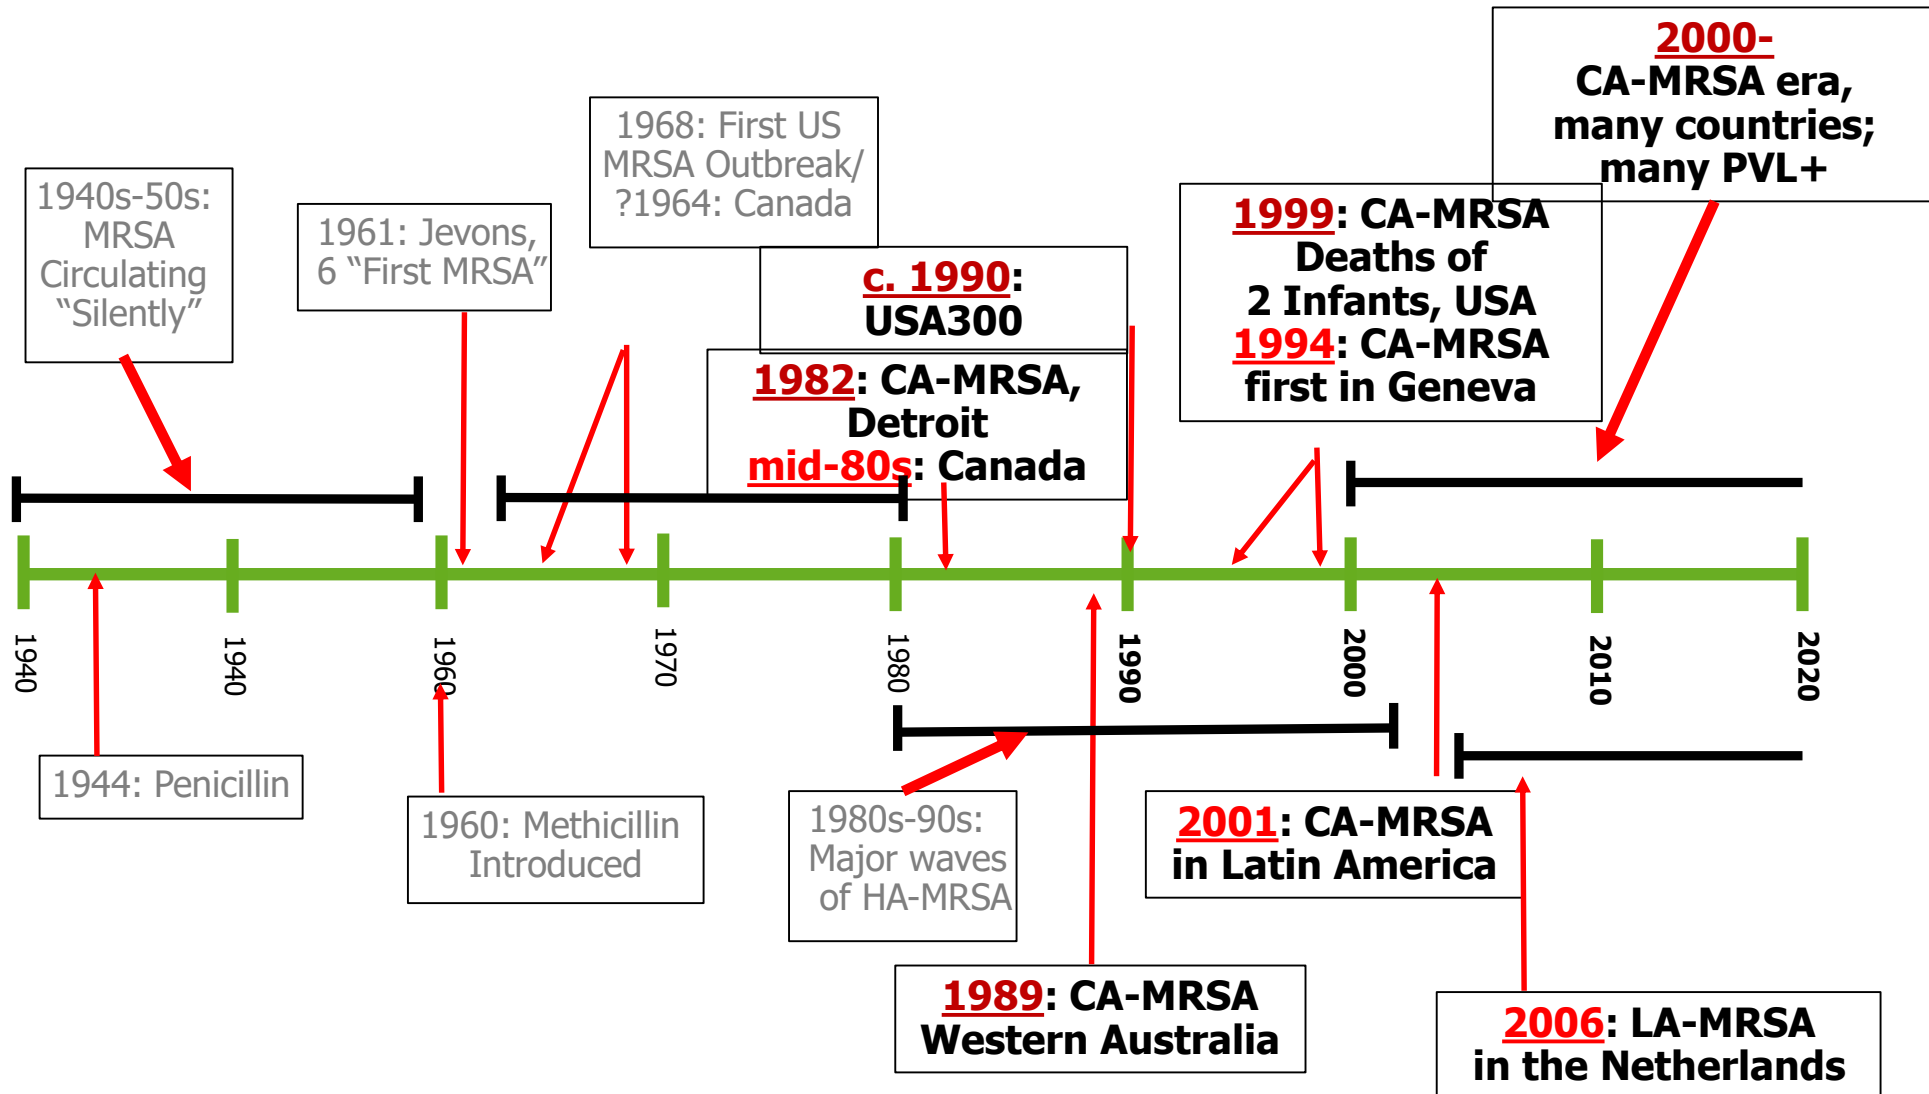 2000-
CA-MRSA era,
many countries;
many PVL+
1968: First US
MRSA Outbreak/
?1964: Canada
1940s-50s:
MRSA
Circulating
“Silently”
1961: Jevons,
6 “First MRSA”
1999: CA-MRSA
Deaths of
2 Infants, USA
1994: CA-MRSA
first in Geneva
c. 1990:
USA300
1982: CA-MRSA,
Detroit
mid-80s: Canada
1940
1940
1960
1970
1980
1990
2000
2010
2020
1944: Penicillin
1960: Methicillin
Introduced
1980s-90s:
Major waves
of HA-MRSA
2001: CA-MRSA
in Latin America
1989: CA-MRSA
Western Australia
2006: LA-MRSA
in the Netherlands